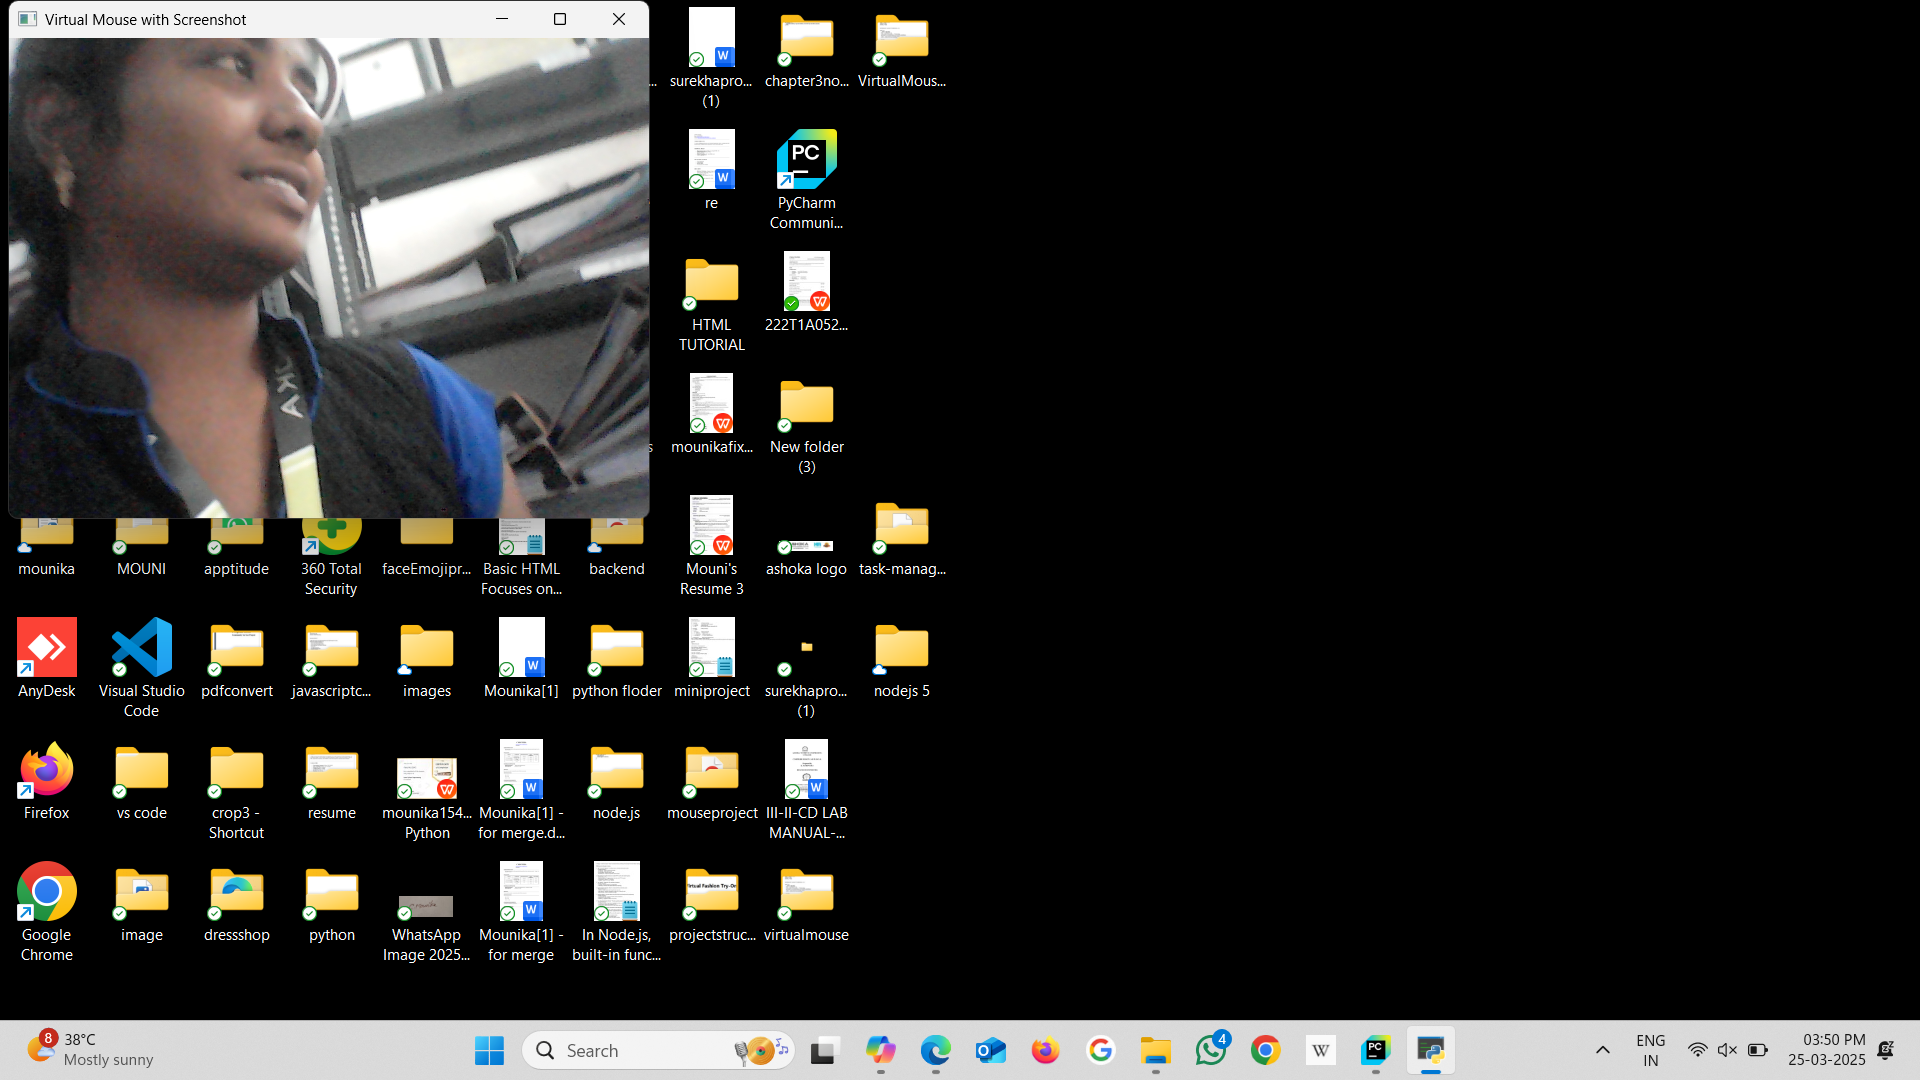 Virtual Mouse with Screenshot
surekhapro...
(1)
chapter3no...
VirtualMous...
re
PyCharm
Communi...
HTML
TUTORIAL
222T1A052...
mounikafix...
New folder
(3)
mounika
MOUNI
apptitude
360 Total
Security
faceEmojipr...
Basic HTML
Focuses on...
backend
Mouni's
Resume 3
ashoka logo
task-manag...
AnyDesk
Visual Studio
Code
pdfconvert
javascriptc...
images
Mounika[1]
python floder
miniproject
surekhapro...
(1)
nodejs 5
Firefox
vs code
crop3 -
Shortcut
resume
mounika154...
Python
Mounika[1] -
for merge.d...
node.js
mouseproject
III-II-CD LAB
MANUAL-...
Google
Chrome
image
dressshop
python
WhatsApp
Image 2025...
Mounika[1] -
for merge
In Node.js,
built-in func...
projectstruc...
virtualmouse
8
38°C
Mostly sunny
Search
4
ENG
IN
03:50 PM
25-03-2025